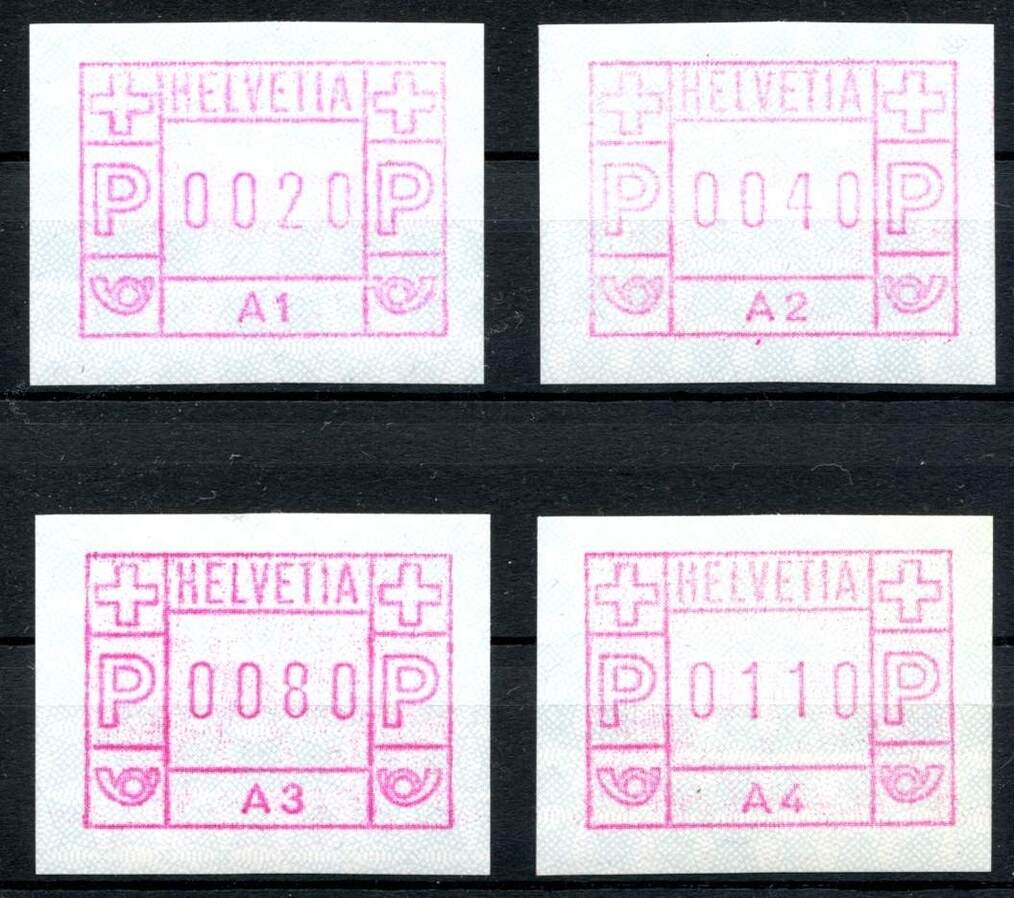 HELVETIA
P 0020 P
A1
HELVETIA
P 0040 P
A2
HELVETIA
P 0080 P
A3
HELVETIA
P 0110 P
A4